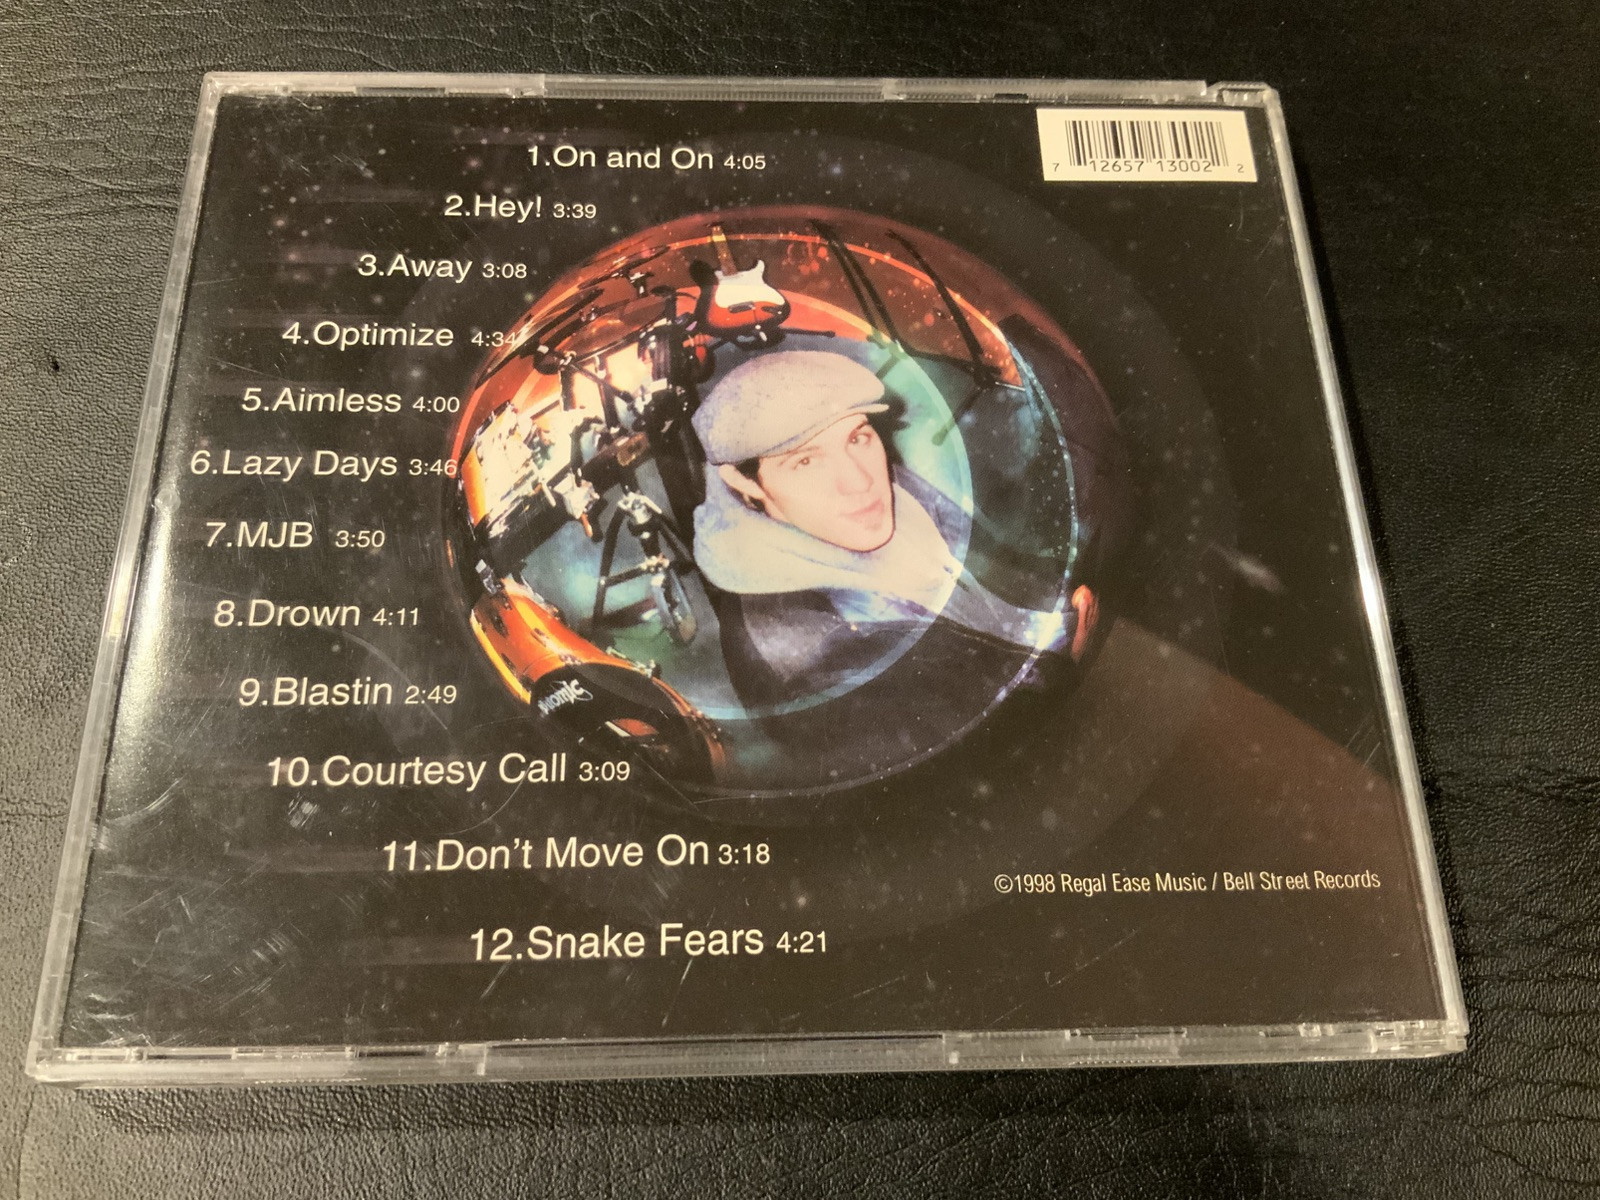 1.On and On 4:05
2.Hey! 3:39
3.Away 3:08
4.Optimize 4:34
5.Aimless 4:00
6.Lazy Days 3:46
7.MJB 3:50
8.Drown 4:11
9.Blastin 2:49
10.Courtesy Call 3:09
11.Don't Move On 3:18
12.Snake Fears 4:21
7 12657 13002 2
©1998 Regal Ease Music / Bell Street Records